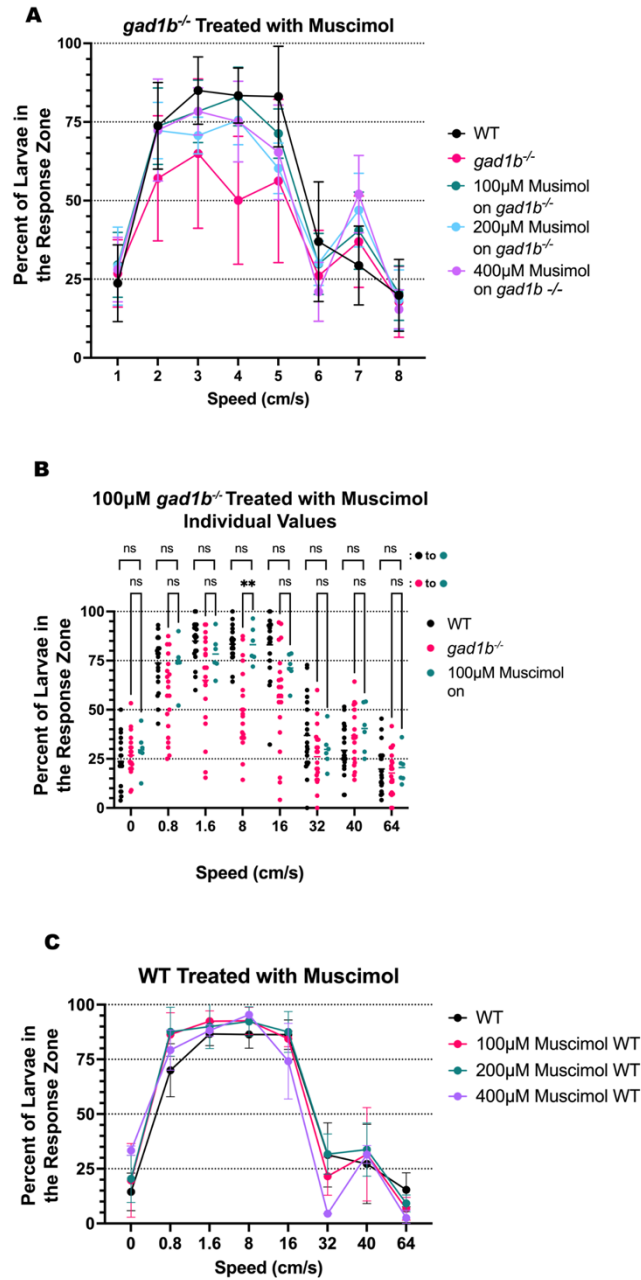 A
gad1b-/- Treated with Muscimol
100
75
50
25
0
Percent of Larvae in
the Response Zone
1 2 3 4 5 6 7 8
Speed (cm/s)
WT
gad1b-/-
100µM Musimol
on gad1b-/-
200µM Musimol
on gad1b-/-
400µM Musimol
on gad1b -/-
B
100µM gad1b-/- Treated with Muscimol
Individual Values
ns ns ns ns ns ns ns ns : ● to ●
ns ns ns ** ns ns ns ns : ● to ●
100
75
50
25
0
Percent of Larvae in
the Response Zone
0 0.8 1.6 8 16 32 40 64
Speed (cm/s)
WT
gad1b-/-
100µM Muscimol
on
C
WT Treated with Muscimol
100
75
50
25
0
Percent of Larvae in
the Response Zone
0 0.8 1.6 8 16 32 40 64
Speed (cm/s)
WT
100µM Muscimol WT
200µM Muscimol WT
400µM Muscimol WT